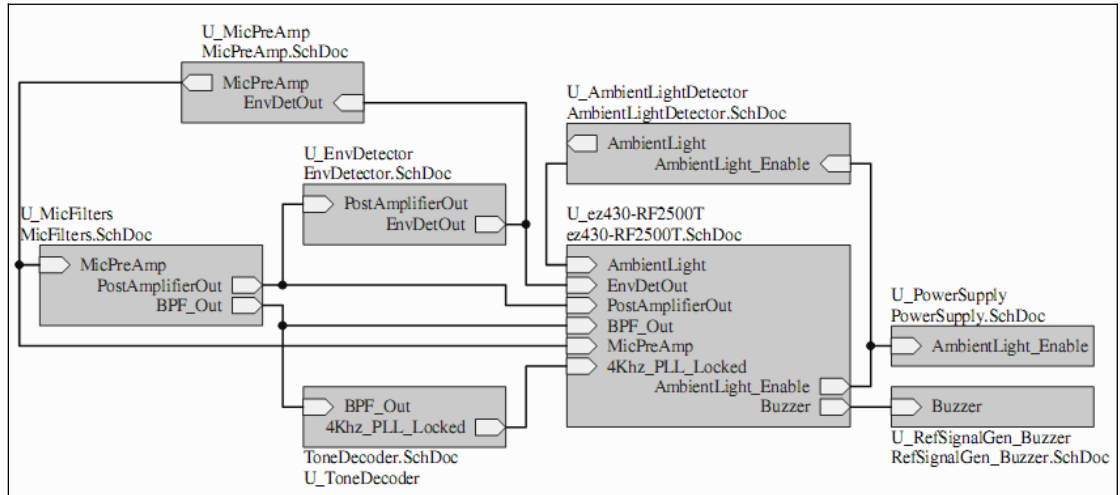 U_MicPreAmp
MicPreAmp.SchDoc
MicPreAmp
EnvDetOut
U_AmbientLightDetector
AmbientLightDetector.SchDoc
AmbientLight
AmbientLight_Enable
U_EnvDetector
EnvDetector.SchDoc
PostAmplifierOut
EnvDetOut
U_MicFilters
MicFilters.SchDoc
MicPreAmp
PostAmplifierOut
BPF_Out
U_ez430-RF2500T
ez430-RF2500T.SchDoc
AmbientLight
EnvDetOut
PostAmplifierOut
BPF_Out
MicPreAmp
4Khz_PLL_Locked
AmbientLight_Enable
Buzzer
U_PowerSupply
PowerSupply.SchDoc
AmbientLight_Enable
BPF_Out
4Khz_PLL_Locked
ToneDecoder.SchDoc
U_ToneDecoder
Buzzer
U_RefSignalGen_Buzzer
RefSignalGen_Buzzer.SchDoc